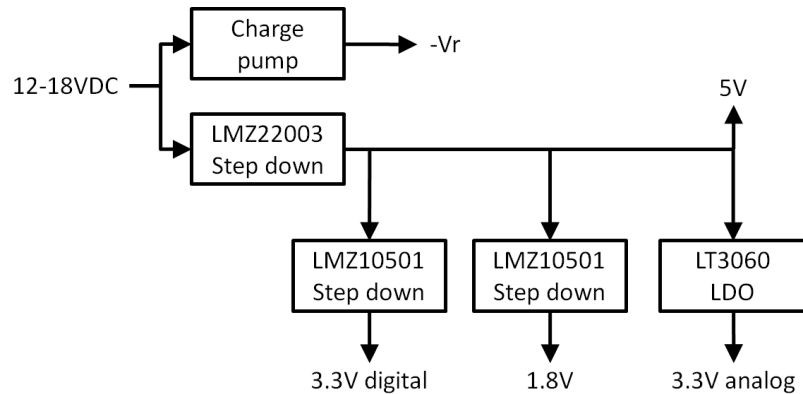 Charge
pump
-Vr
12-18VDC
5V
LMZ22003
Step down
LMZ10501
Step down
LMZ10501
Step down
LT3060
LDO
3.3V digital
1.8V
3.3V analog